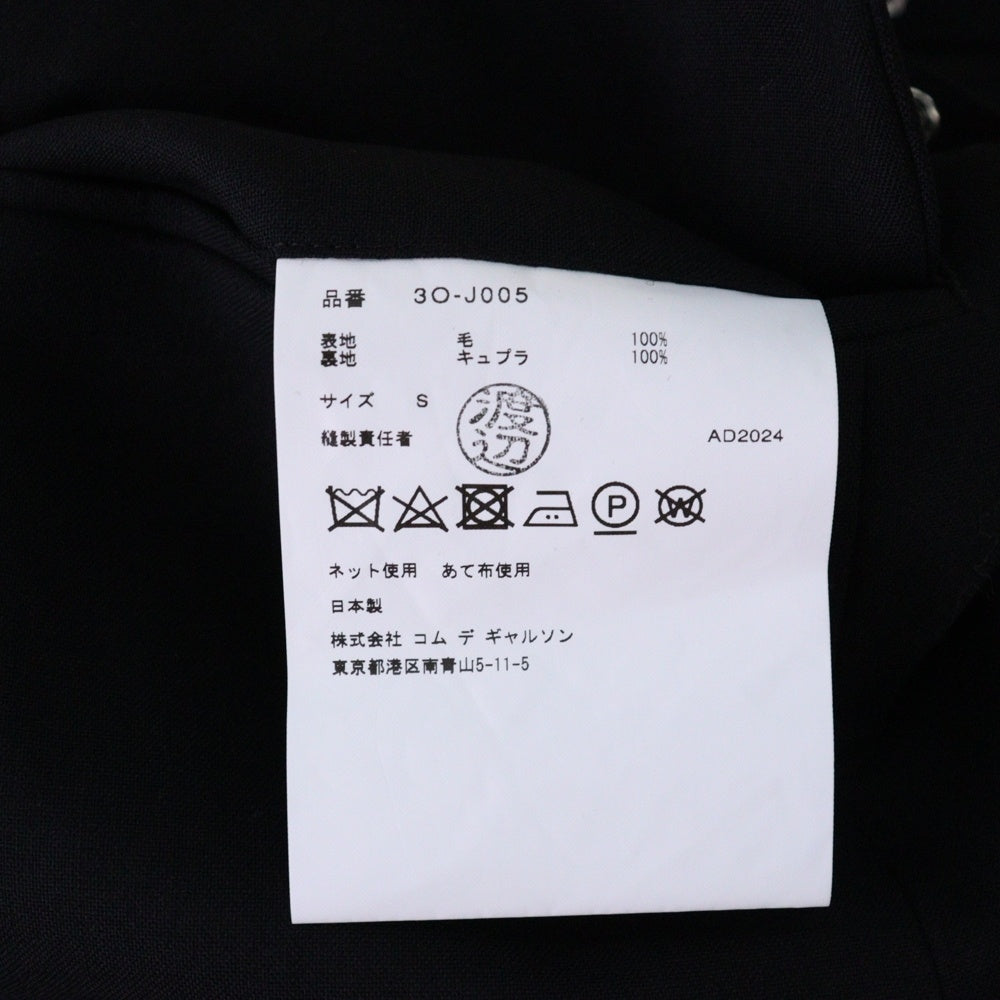 品番 3O-J005
表地 毛 100%
裏地 キュプラ 100%
サイズ S
渡辺
縫製責任者 AD2024
P W
ネット使用 あて布使用
日本製
株式会社 コム デ ギャルソン
東京都港区南青山5-11-5